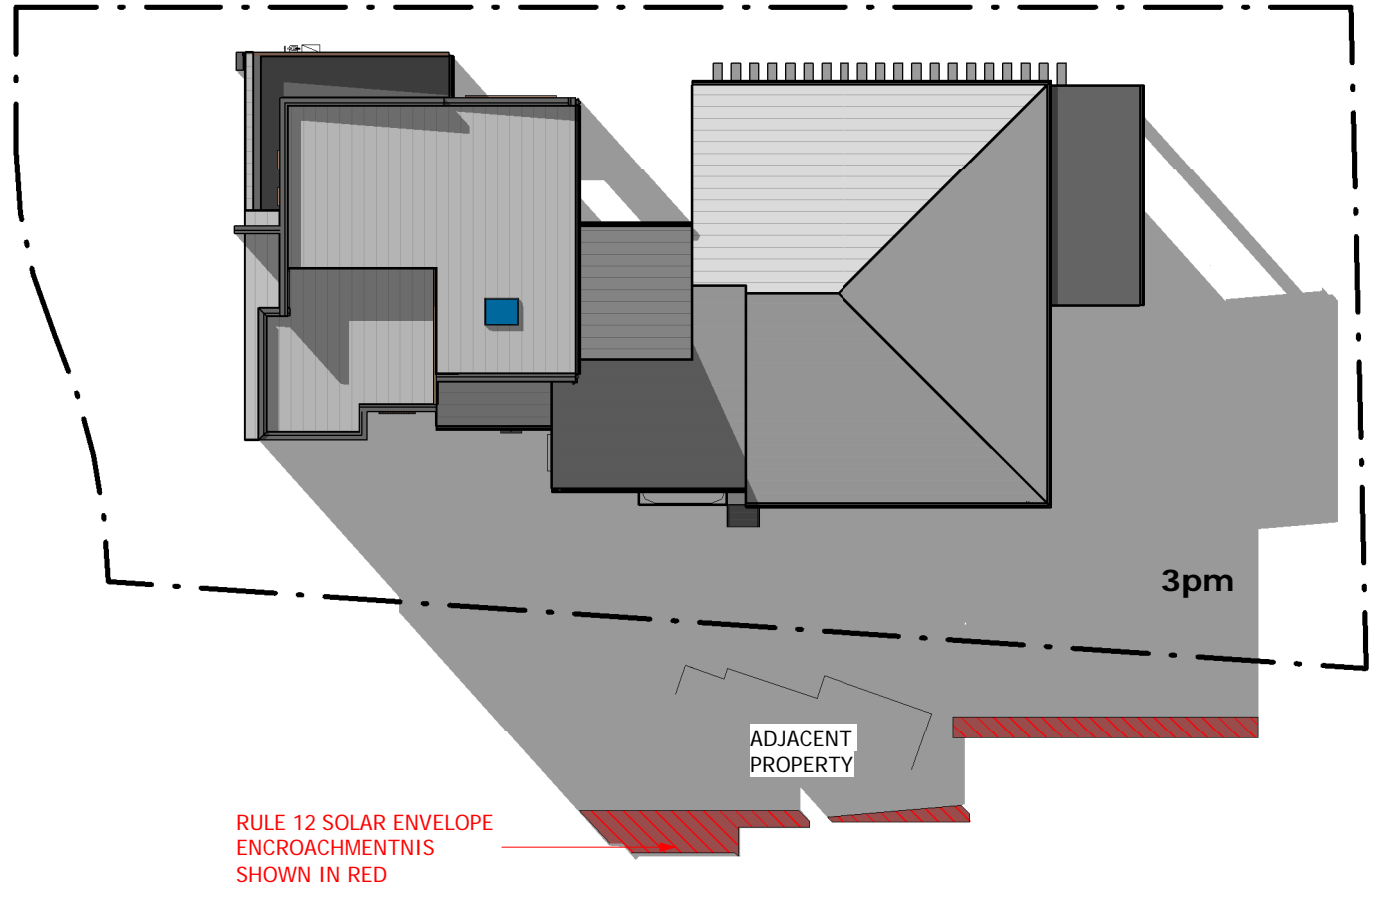 3pm
ADJACENT
PROPERTY
RULE 12 SOLAR ENVELOPE
ENCROACHMENTNIS
SHOWN IN RED